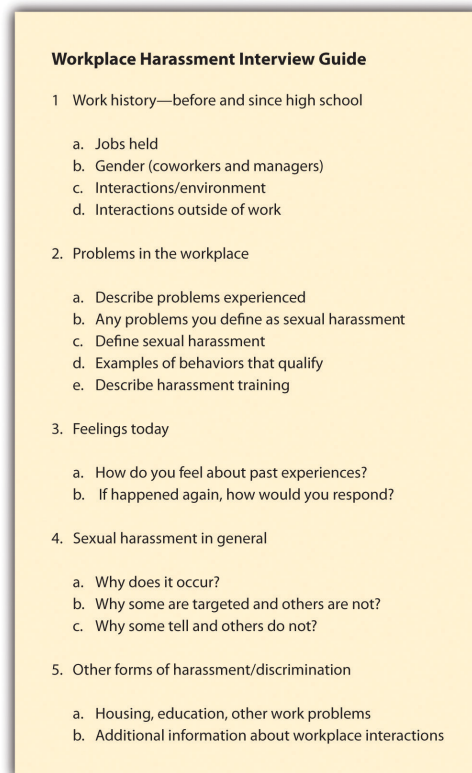 Workplace Harassment Interview Guide
1 Work history—before and since high school
a. Jobs held
b. Gender (coworkers and managers)
c. Interactions/environment
d. Interactions outside of work
2. Problems in the workplace
a. Describe problems experienced
b. Any problems you define as sexual harassment
c. Define sexual harassment
d. Examples of behaviors that qualify
e. Describe harassment training
3. Feelings today
a. How do you feel about past experiences?
b. If happened again, how would you respond?
4. Sexual harassment in general
a. Why does it occur?
b. Why some are targeted and others are not?
c. Why some tell and others do not?
5. Other forms of harassment/discrimination
a. Housing, education, other work problems
b. Additional information about workplace interactions